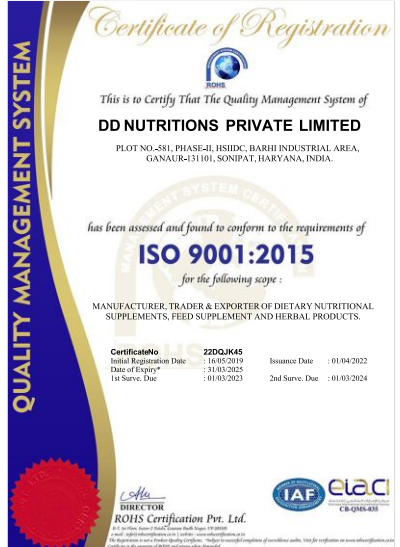 Certificate of Registration
ROHS
This is to Certify That The Quality Management System of
DD NUTRITIONS PRIVATE LIMITED
PLOT NO.-581, PHASE-II, HSIIDC, BARHI INDUSTRIAL AREA,
GANAUR-131101, SONIPAT, HARYANA, INDIA.
has been assessed and found to conform to the requirements of
ISO 9001:2015
for the following scope :
MANUFACTURER, TRADER & EXPORTER OF DIETARY NUTRITIONAL
SUPPLEMENTS, FEED SUPPLEMENT AND HERBAL PRODUCTS.
CertificateNo 22DQJK45
Initial Registration Date : 16/05/2019 Issuance Date : 01/04/2022
Date of Expiry* : 31/03/2025
1st Surve. Due : 01/03/2023 2nd Surve. Due : 01/03/2024
QUALITY MANAGEMENT SYSTEM
DIRECTOR
ROHS Certification Pvt. Ltd.
IAF
eiaci
CB-QMS-035